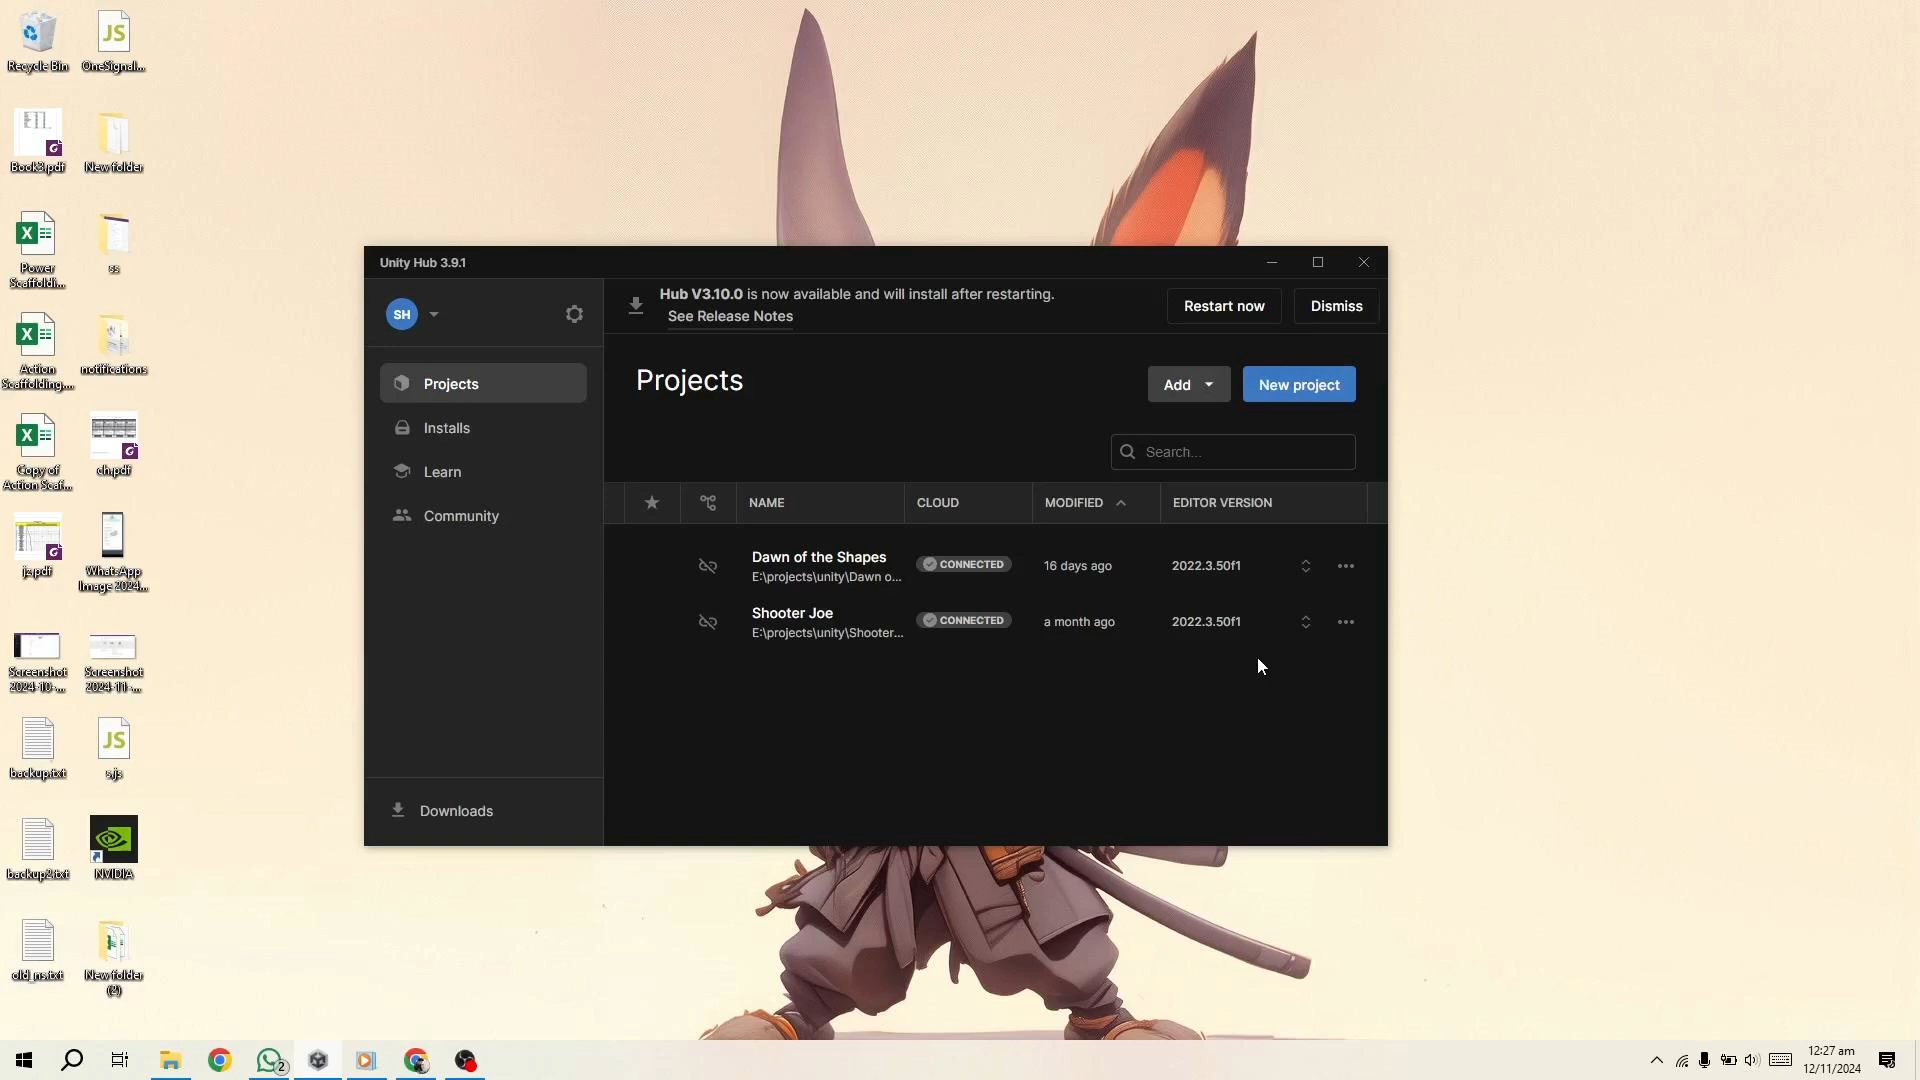 Recycle Bin
OneSignal...
Book3.pdf
New folder
Power
Scaffoldi...
ss
Action
Scaffolding....
notifications
Copy of
Action Scaf...
ch.pdf
jz.pdf
WhatsApp
Image 2024...
Screenshot
2024-10-...
Screenshot
2024-11-...
backup.txt
s.js
backup2.txt
NVIDIA
old_ns.txt
New folder
(2)
Unity Hub 3.9.1
SH
Hub V3.10.0 is now available and will install after restarting.
See Release Notes
Restart now
Dismiss
Projects
Installs
Learn
Community
Downloads
Projects
Add
New project
Search...
NAME
CLOUD
MODIFIED
EDITOR VERSION
Dawn of the Shapes
E:\projects\unity\Dawn o...
CONNECTED
16 days ago
2022.3.50f1
Shooter Joe
E:\projects\unity\Shooter...
CONNECTED
a month ago
2022.3.50f1
2
12:27 am
12/11/2024